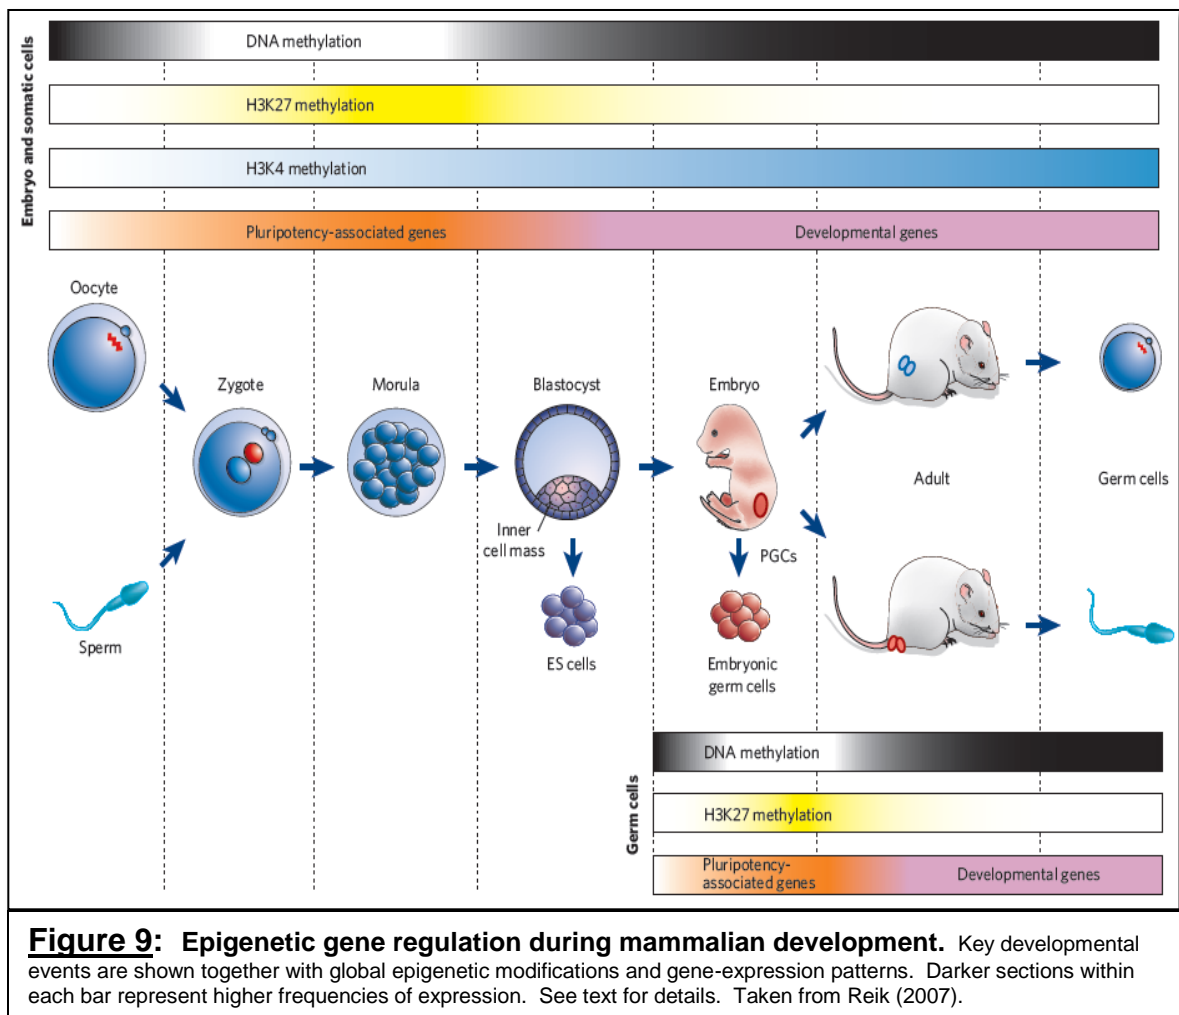 Embryo and somatic cells
DNA methylation
H3K27 methylation
H3K4 methylation
Pluripotency-associated genes
Developmental genes
Oocyte
Zygote
Morula
Blastocyst
Embryo
Inner
cell mass
PGCs
Adult
Germ cells
Sperm
ES cells
Embryonic
germ cells
Germ cells
DNA methylation
H3K27 methylation
Pluripotency-
associated genes
Developmental genes
Figure 9: Epigenetic gene regulation during mammalian development. Key developmental
events are shown together with global epigenetic modifications and gene-expression patterns. Darker sections within
each bar represent higher frequencies of expression. See text for details. Taken from Reik (2007).